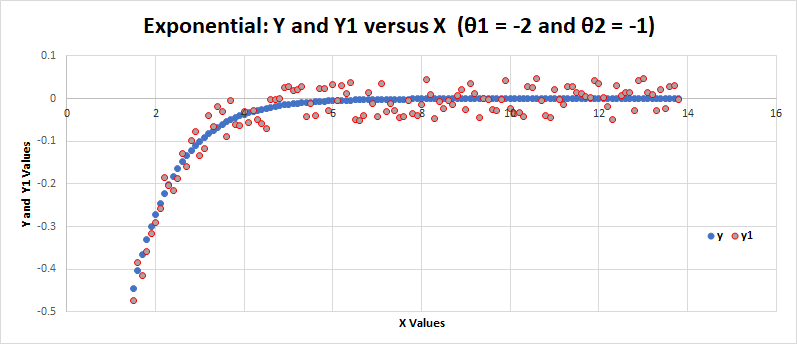 Exponential: Y and Y1 versus X (θ1 = -2 and θ2 = -1)
0.1
0
-0.1
-0.2
-0.3
-0.4
-0.5
0 2 4 6 8 10 12 14 16
Y and Y1 Values
X Values
y y1